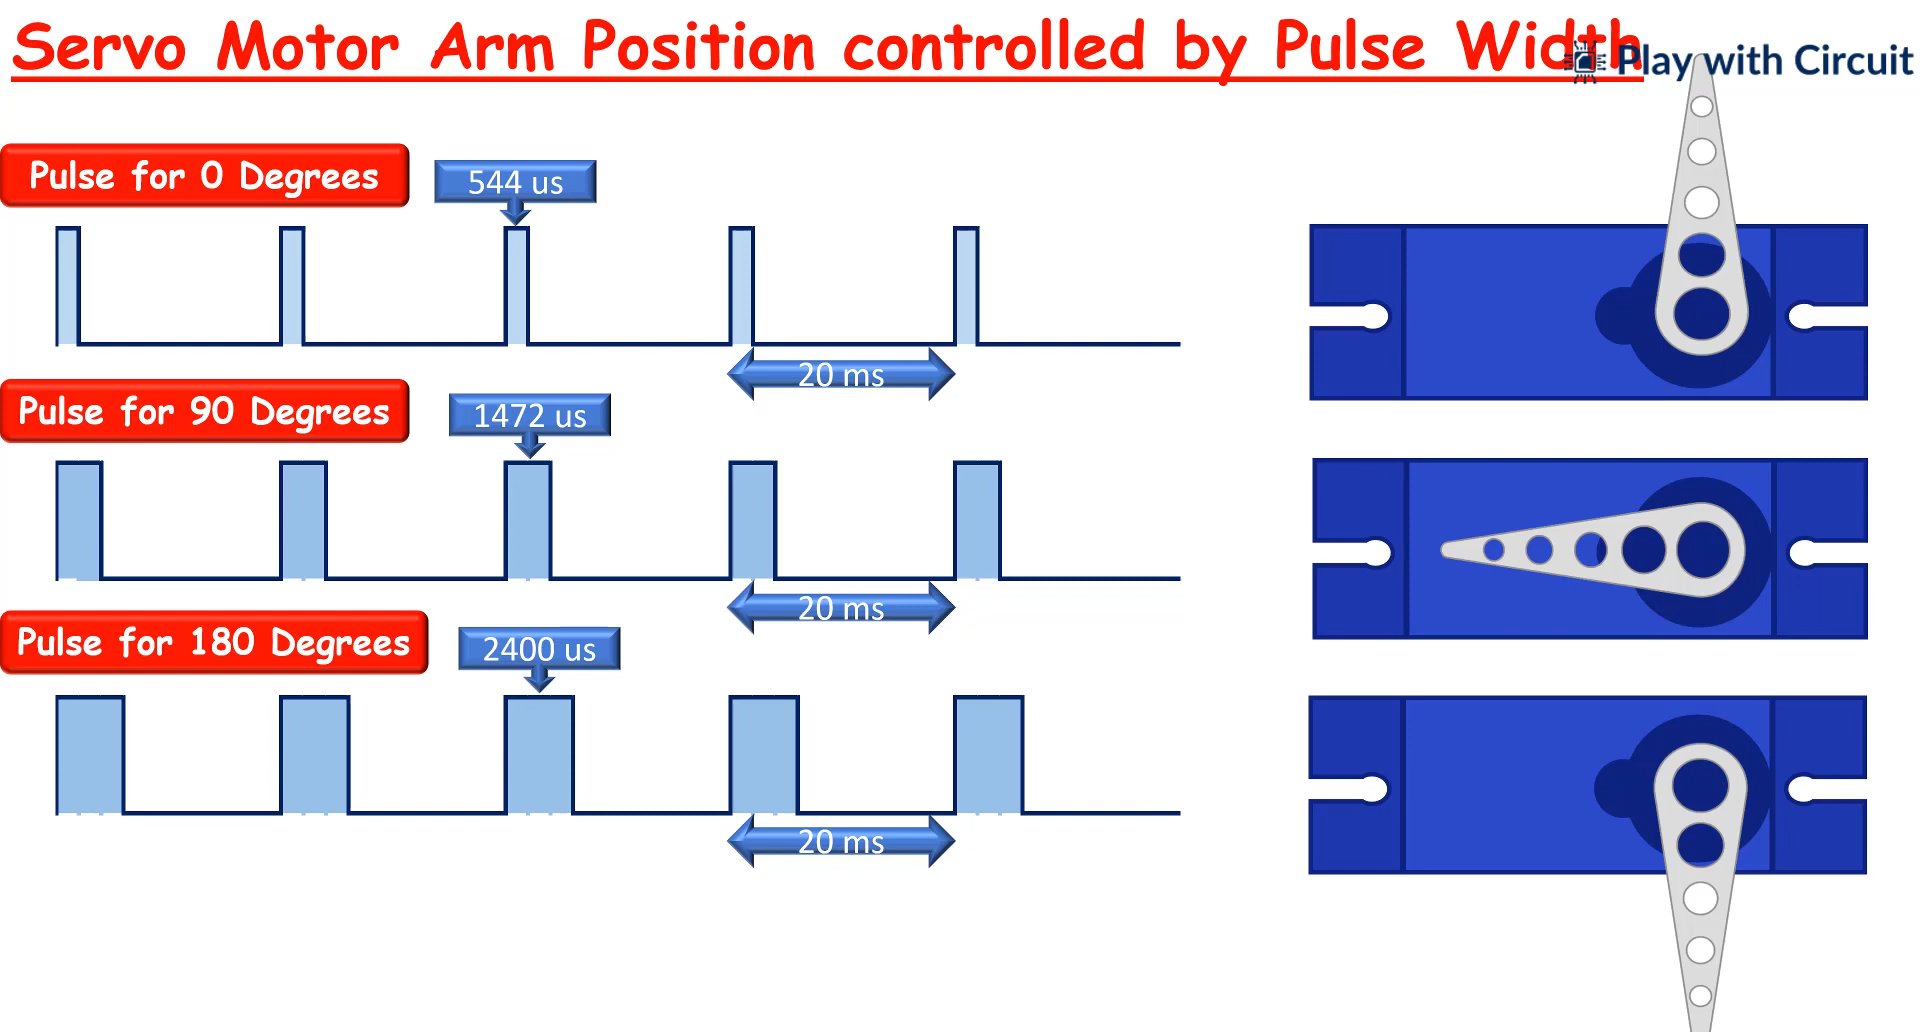 Servo Motor Arm Position controlled by Pulse Width
Play with Circuit
Pulse for 0 Degrees
544 us
20 ms
Pulse for 90 Degrees
1472 us
20 ms
Pulse for 180 Degrees
2400 us
20 ms